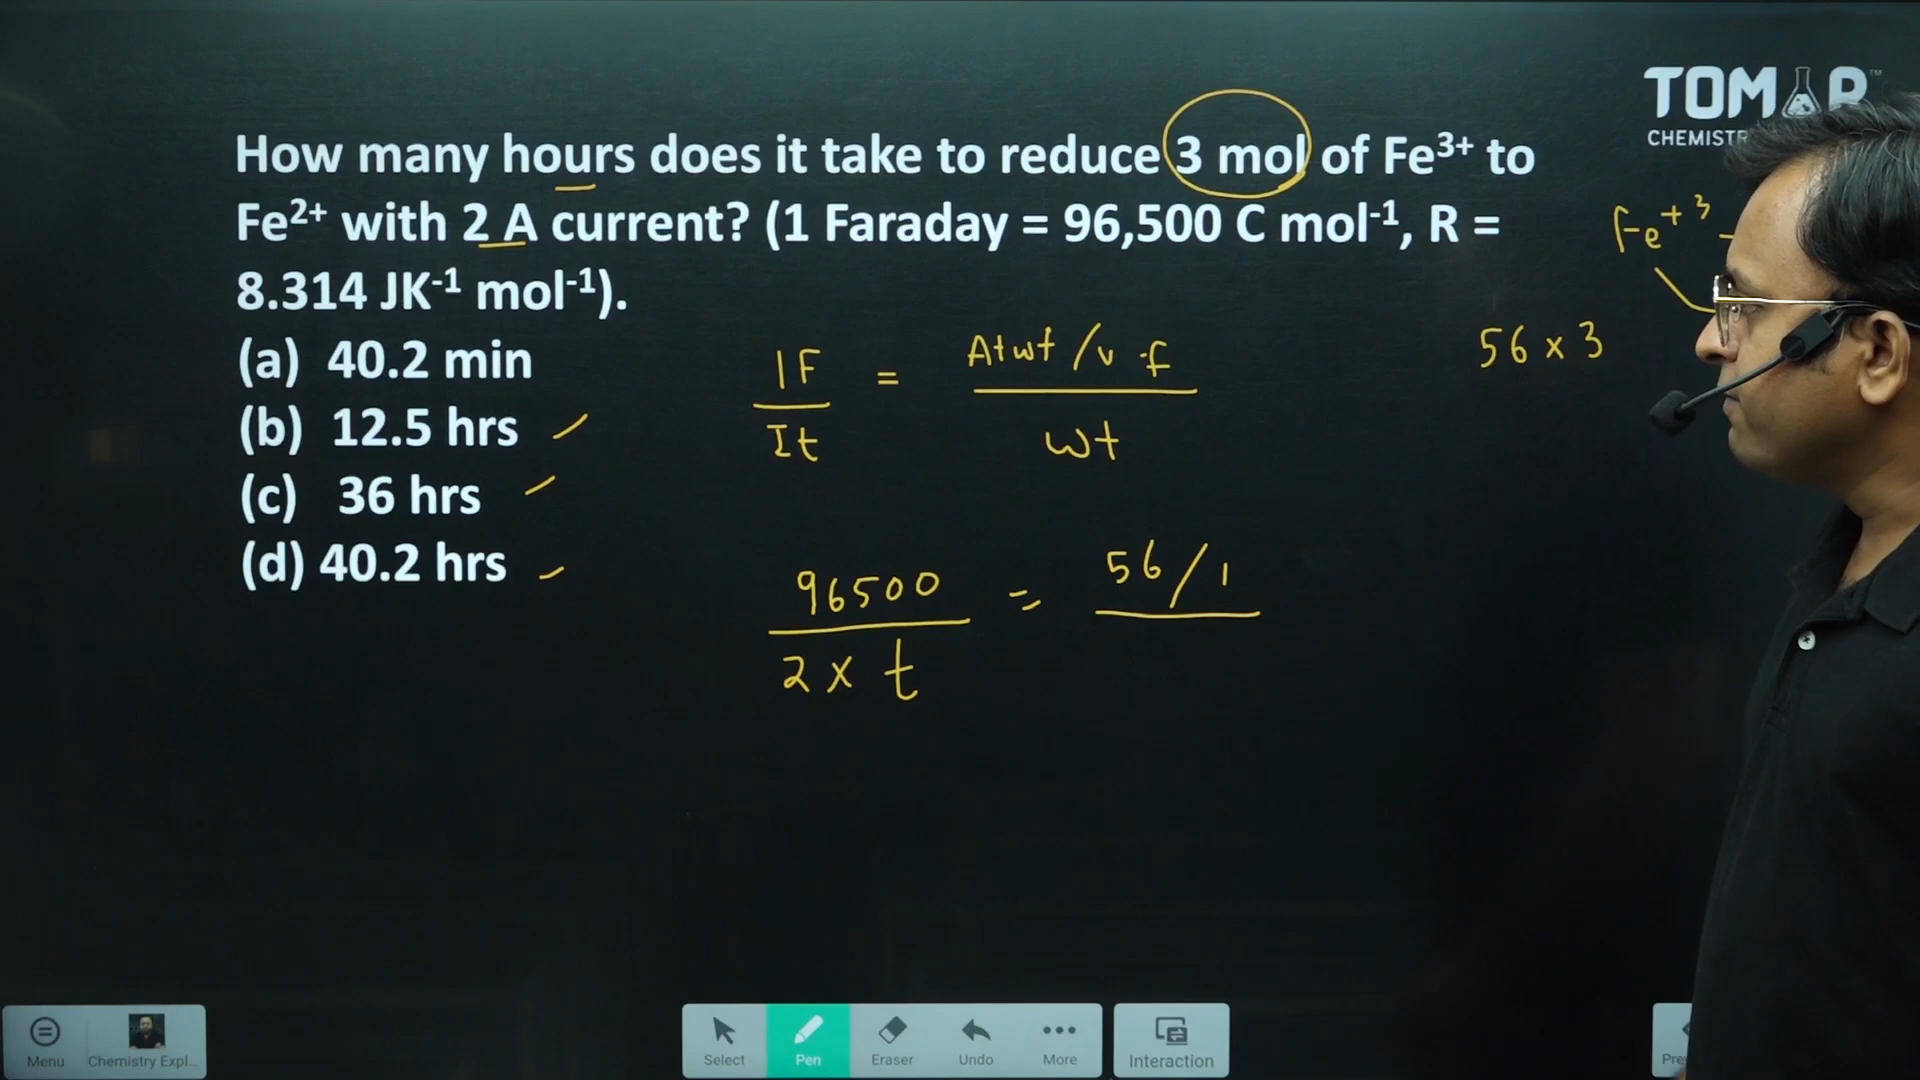 TOMAR™
CHEMISTR
How many hours does it take to reduce 3 mol of Fe³⁺ to
Fe²⁺ with 2 A current? (1 Faraday = 96,500 C mol⁻¹, R =
8.314 JK⁻¹ mol⁻¹).
(a) 40.2 min
(b) 12.5 hrs
(c) 36 hrs
(d) 40.2 hrs
Fe⁺³
56 × 3
1F / It = Atwt / v.f / wt
96500 / 2 × t = 56 / 1
Menu
Chemistry Expl...
Select
Pen
Eraser
Undo
More
Interaction
Pre